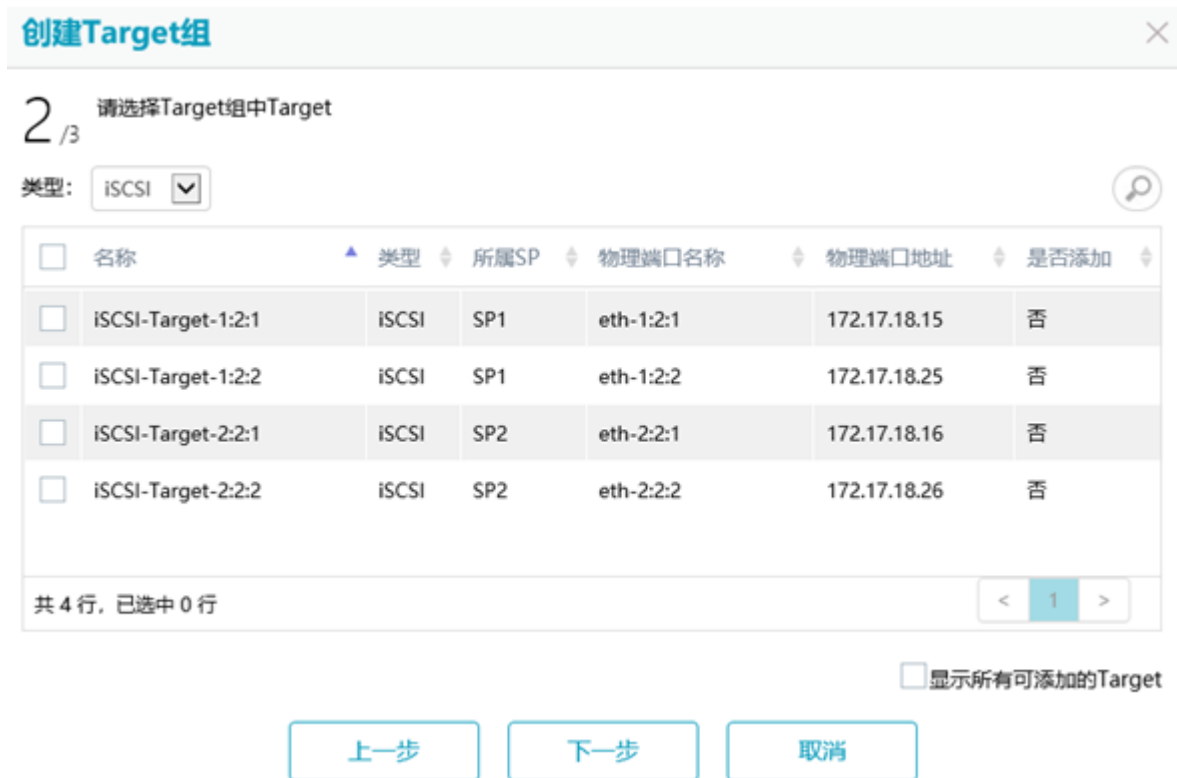 创建Target组
2/3 请选择Target组中Target
类型: iSCSI
名称 类型 所属SP 物理端口名称 物理端口地址 是否添加
iSCSI-Target-1:2:1 iSCSI SP1 eth-1:2:1 172.17.18.15 否
iSCSI-Target-1:2:2 iSCSI SP1 eth-1:2:2 172.17.18.25 否
iSCSI-Target-2:2:1 iSCSI SP2 eth-2:2:1 172.17.18.16 否
iSCSI-Target-2:2:2 iSCSI SP2 eth-2:2:2 172.17.18.26 否
共 4 行, 已选中 0 行 < 1 >
显示所有可添加的Target
上一步 下一步 取消